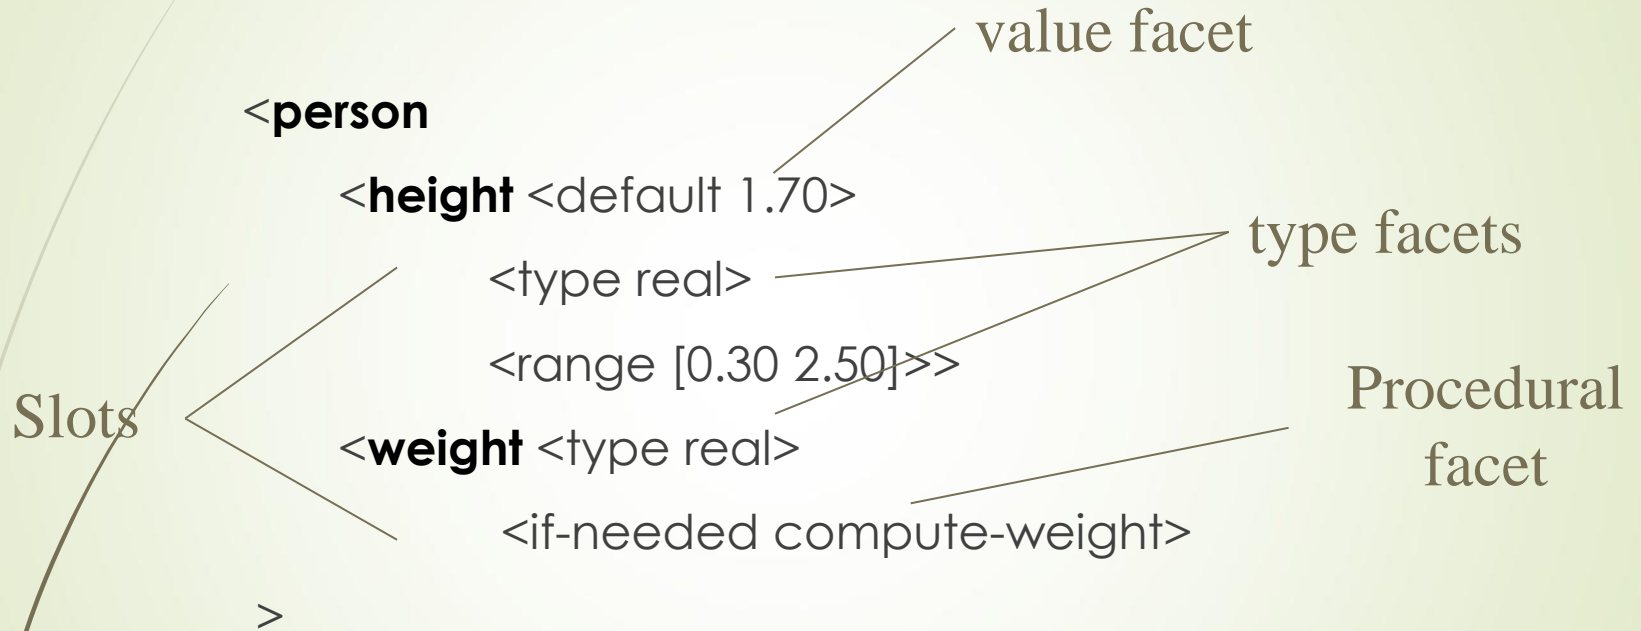 value facet
<person
<height <default 1.70>
type facets
<type real>
<range [0.30 2.50]>>
Procedural
facet
Slots
<weight <type real>
<if-needed compute-weight>
>